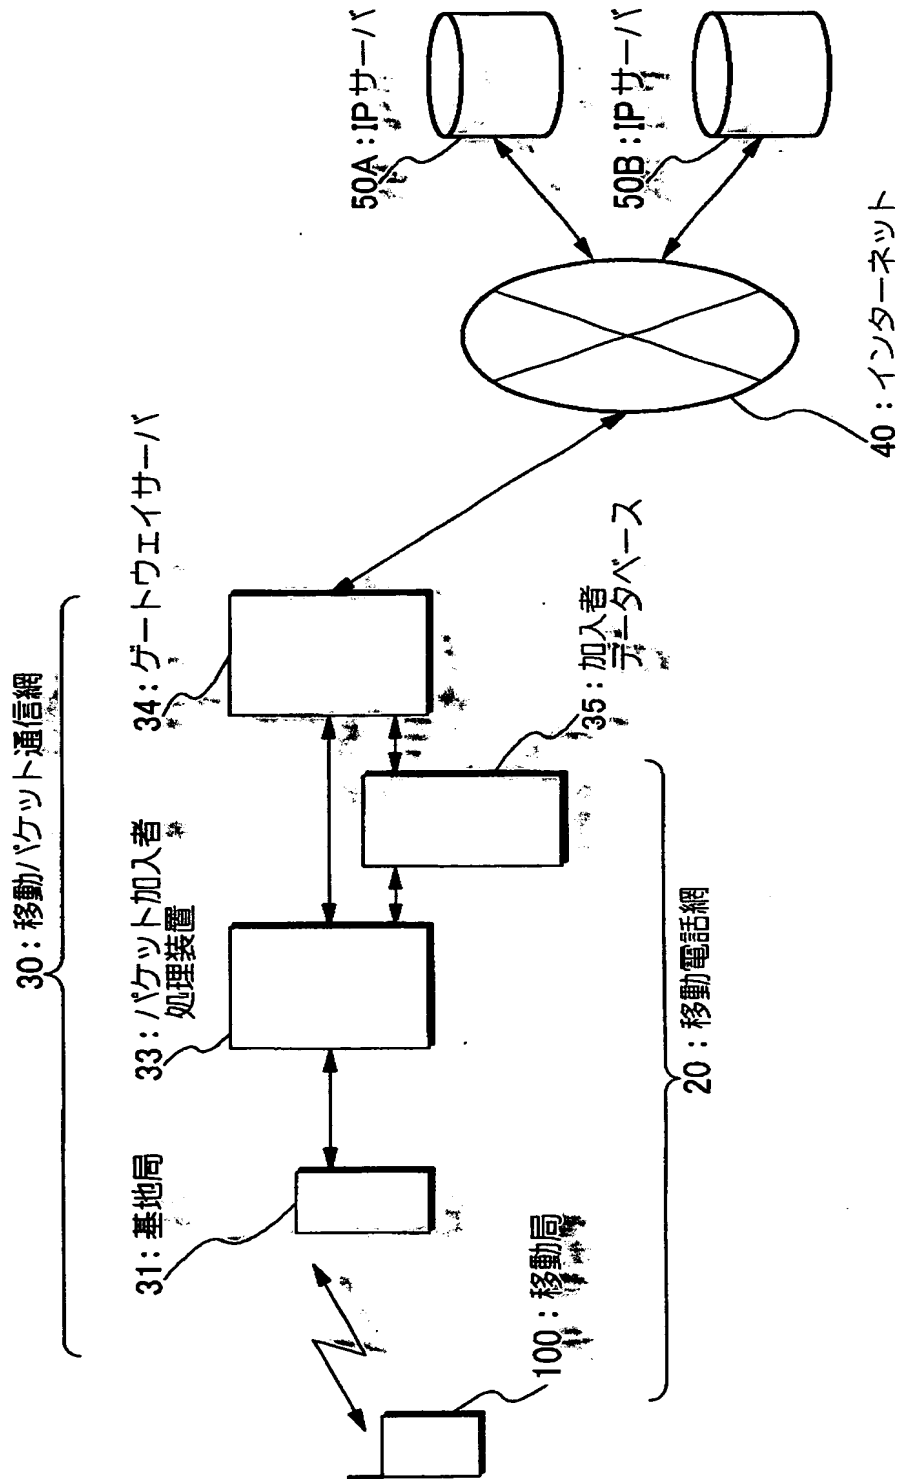 30：移動パケット通信網
31：基地局
33：パケット加入者
処理装置
34：ゲートウェイサーバ
50A：IPサーバ
50B：IPサーバ
35：加入者
データベース
100：移動局
20：移動電話網
40：インターネット